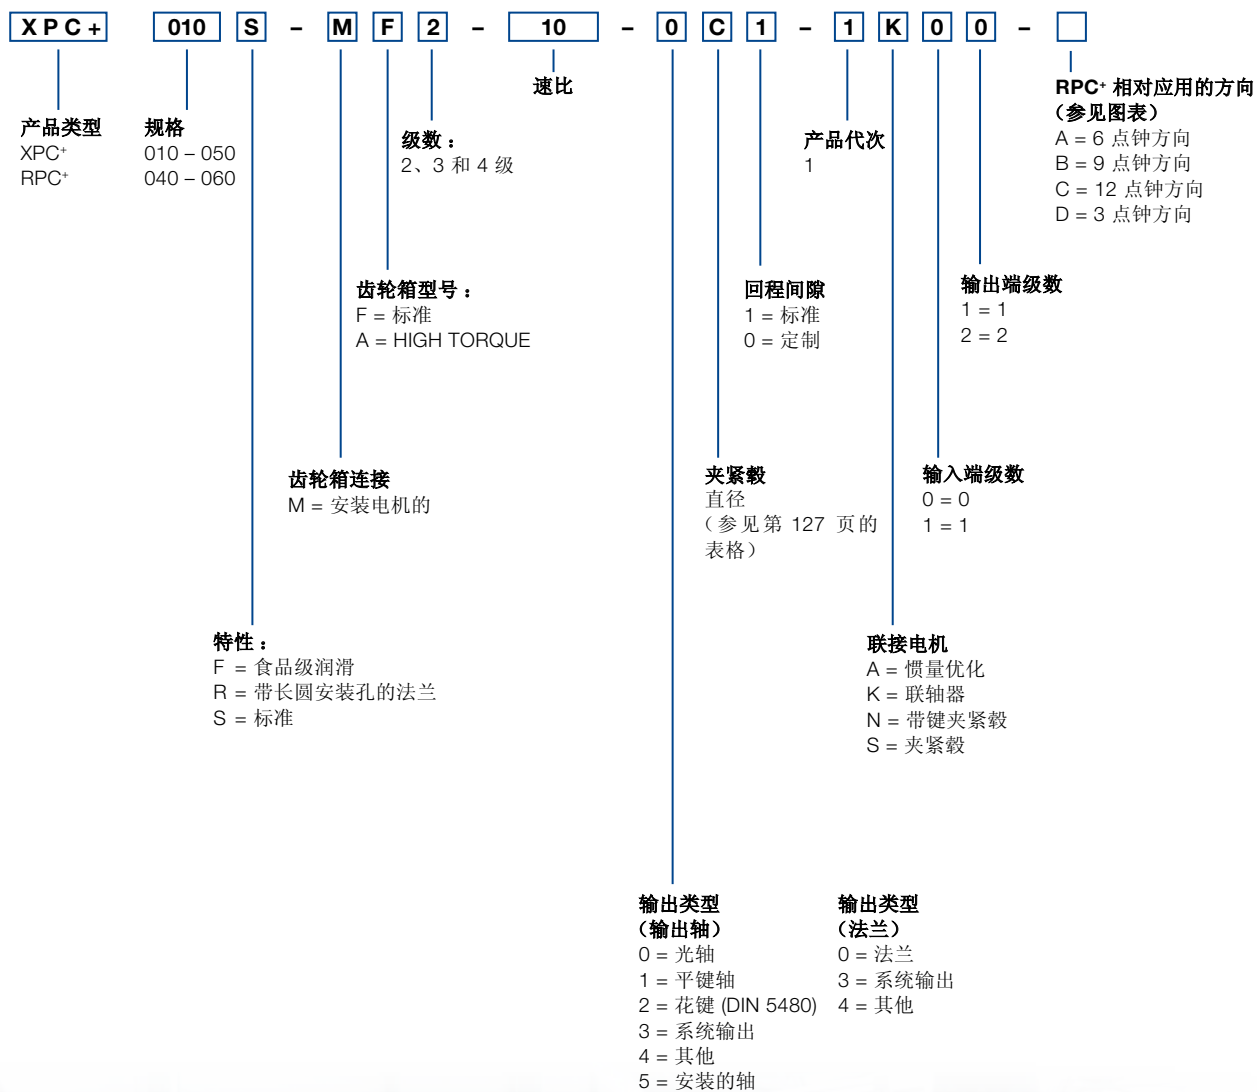 XPC+ 010 S – M F 2 – 10 – 0 C 1 – 1 K 0 0 –
产品类型
XPC+
RPC+
规格
010 – 050
040 – 060
级数：
2、3 和 4 级
速比
产品代次
1
RPC+ 相对应用的方向
（参见图表）
A = 6 点钟方向
B = 9 点钟方向
C = 12 点钟方向
D = 3 点钟方向
齿轮箱型号：
F = 标准
A = HIGH TORQUE
回程间隙
1 = 标准
0 = 定制
输出端级数
1 = 1
2 = 2
齿轮箱连接
M = 安装电机的
夹紧毂
直径
（参见第 127 页的
表格）
输入端级数
0 = 0
1 = 1
特性：
F = 食品级润滑
R = 带长圆安装孔的法兰
S = 标准
联接电机
A = 惯量优化
K = 联轴器
N = 带键夹紧毂
S = 夹紧毂
输出类型
（输出轴）
0 = 光轴
1 = 平键轴
2 = 花键 (DIN 5480)
3 = 系统输出
4 = 其他
5 = 安装的轴
输出类型
（法兰）
0 = 法兰
3 = 系统输出
4 = 其他